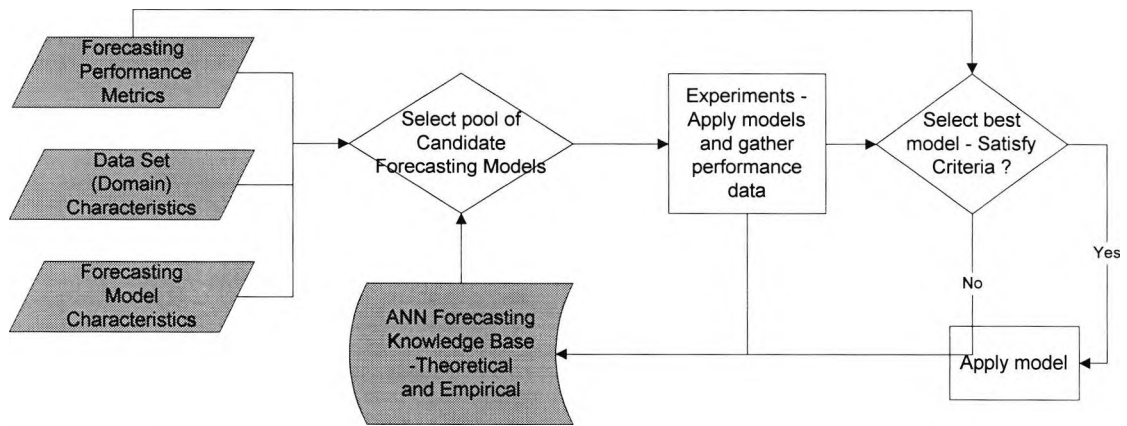 Forecasting
Performance
Metrics
Data Set
(Domain)
Characteristics
Forecasting
Model
Characteristics
Select pool of
Candidate
Forecasting Models
ANN Forecasting
Knowledge Base
-Theoretical
and Empirical
Experiments -
Apply models
and gather
performance
data
Select best
model - Satisfy
Criteria ?
Yes
No
Apply model